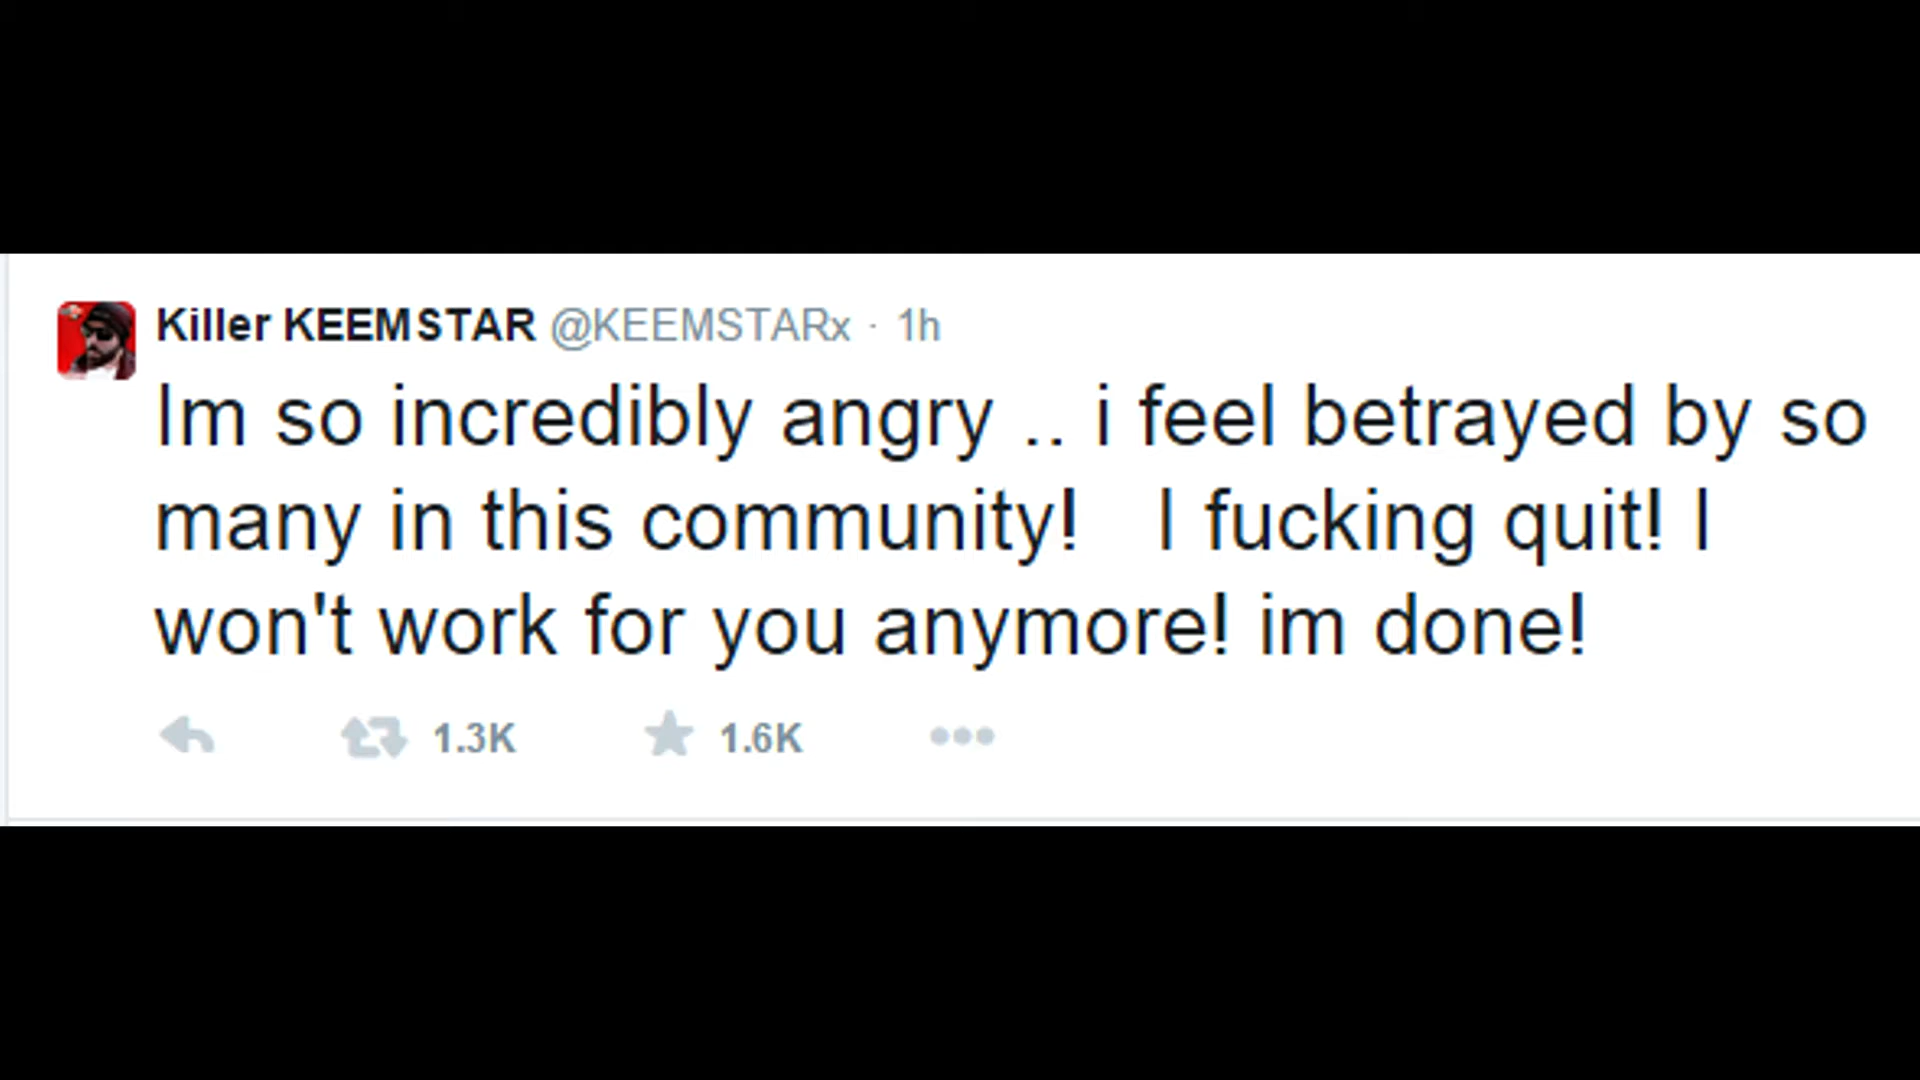 Killer KEEMSTAR @KEEMSTARx · 1h
Im so incredibly angry .. i feel betrayed by so
many in this community!   I fucking quit! I
won't work for you anymore! im done!
1.3K 1.6K